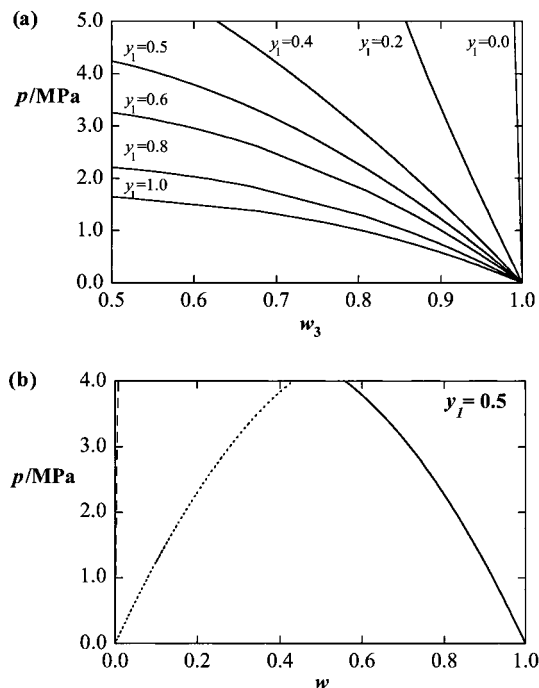 (a)
5.0
4.0
3.0
2.0
1.0
0.0
p/MPa
y1=0.5
y1=0.6
y1=0.8
y1=1.0
y1=0.4
y1=0.2
y1=0.0
0.5 0.6 0.7 0.8 0.9 1.0
w3
(b)
4.0
3.0
2.0
1.0
0.0
p/MPa
y1= 0.5
0.0 0.2 0.4 0.6 0.8 1.0
w